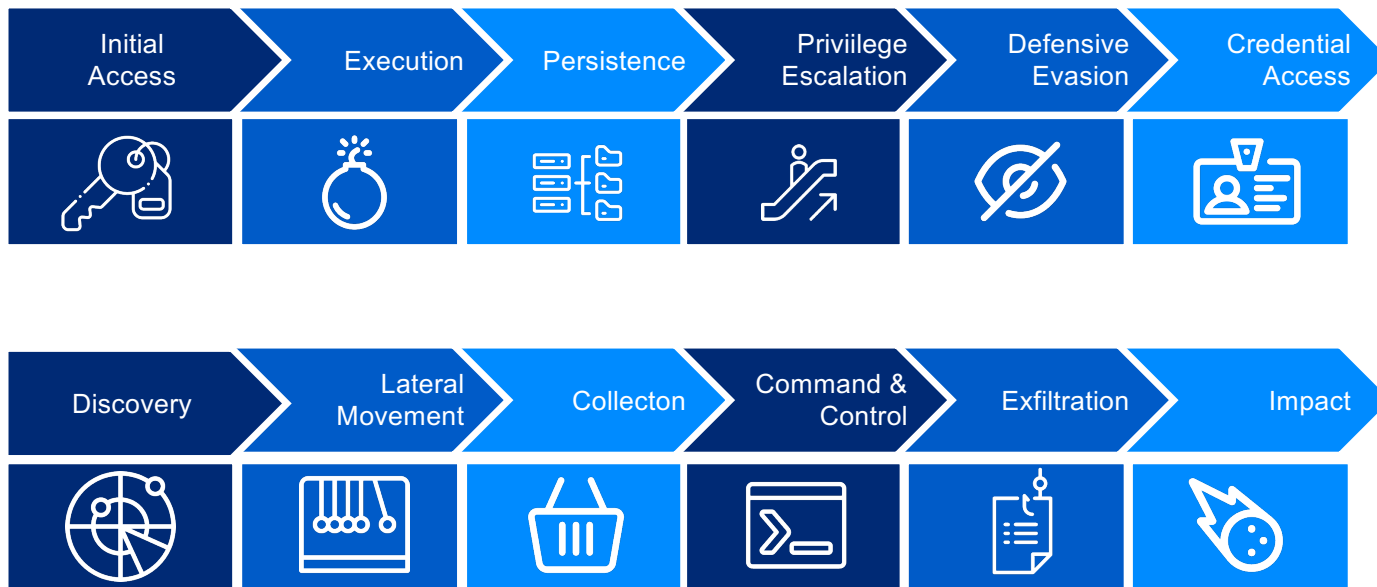 Initial
Access
Execution
Persistence
Priviilege
Escalation
Defensive
Evasion
Credential
Access
Discovery
Lateral
Movement
Collecton
Command &
Control
Exfiltration
Impact